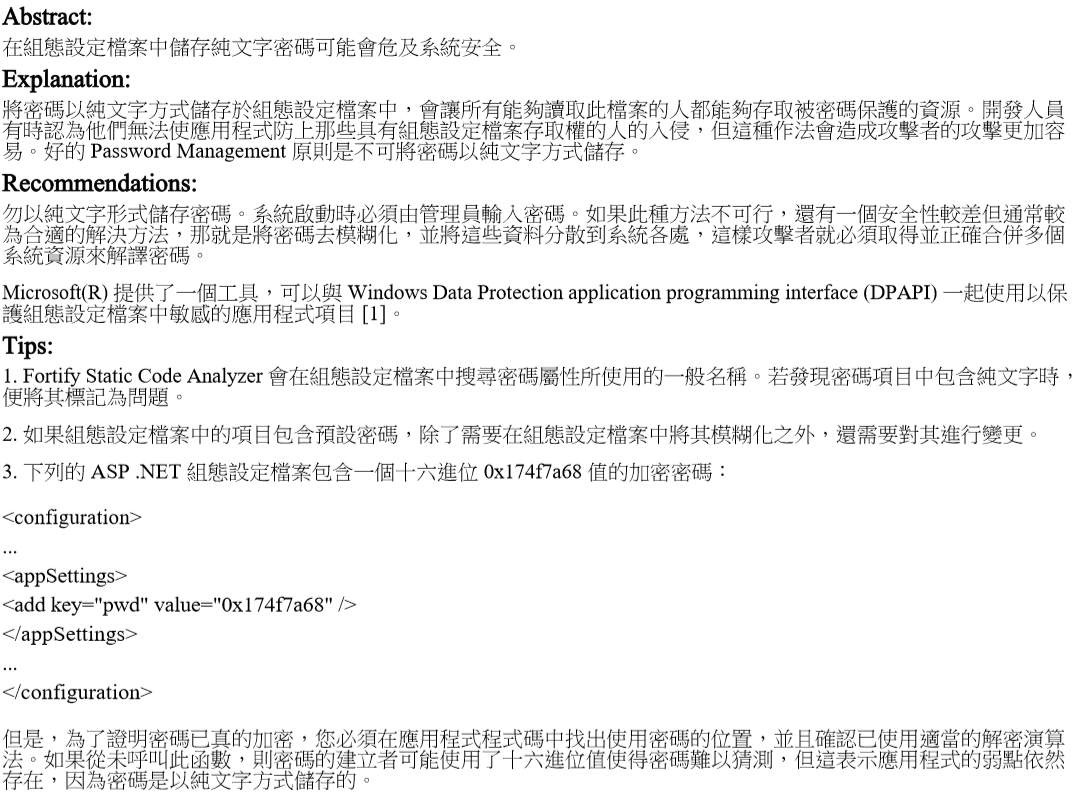 Abstract:
在組態設定檔案中儲存純文字密碼可能會危及系統安全。
Explanation:
將密碼以純文字方式儲存於組態設定檔案中，會讓所有能夠讀取此檔案的人都能夠存取被密碼保護的資源。開發人員
有時認為他們無法使應用程式防上那些具有組態設定檔案存取權的人的入侵，但這種作法會造成攻擊者的攻擊更加容
易。好的 Password Management 原則是不可將密碼以純文字方式儲存。
Recommendations:
勿以純文字形式儲存密碼。系統啟動時必須由管理員輸入密碼。如果此種方法不可行，還有一個安全性較差但通常較
為合適的解決方法，那就是將密碼去模糊化，並將這些資料分散到系統各處，這樣攻擊者就必須取得並正確合併多個
系統資源來解譯密碼。
Microsoft(R) 提供了一個工具，可以與 Windows Data Protection application programming interface (DPAPI) 一起使用以保
護組態設定檔案中敏感的應用程式項目 [1]。
Tips:
1. Fortify Static Code Analyzer 會在組態設定檔案中搜尋密碼屬性所使用的一般名稱。若發現密碼項目中包含純文字時，
便將其標記為問題。
2. 如果組態設定檔案中的項目包含預設密碼，除了需要在組態設定檔案中將其模糊化之外，還需要對其進行變更。
3. 下列的 ASP .NET 組態設定檔案包含一個十六進位 0x174f7a68 值的加密密碼：
<configuration>
...
<appSettings>
<add key="pwd" value="0x174f7a68" />
</appSettings>
...
</configuration>
但是，為了證明密碼已真的加密，您必須在應用程式程式碼中找出使用密碼的位置，並且確認已使用適當的解密演算
法。如果從未呼叫此函數，則密碼的建立者可能使用了十六進位值使得密碼難以猜測，但這表示應用程式的弱點依然
存在，因為密碼是以純文字方式儲存的。